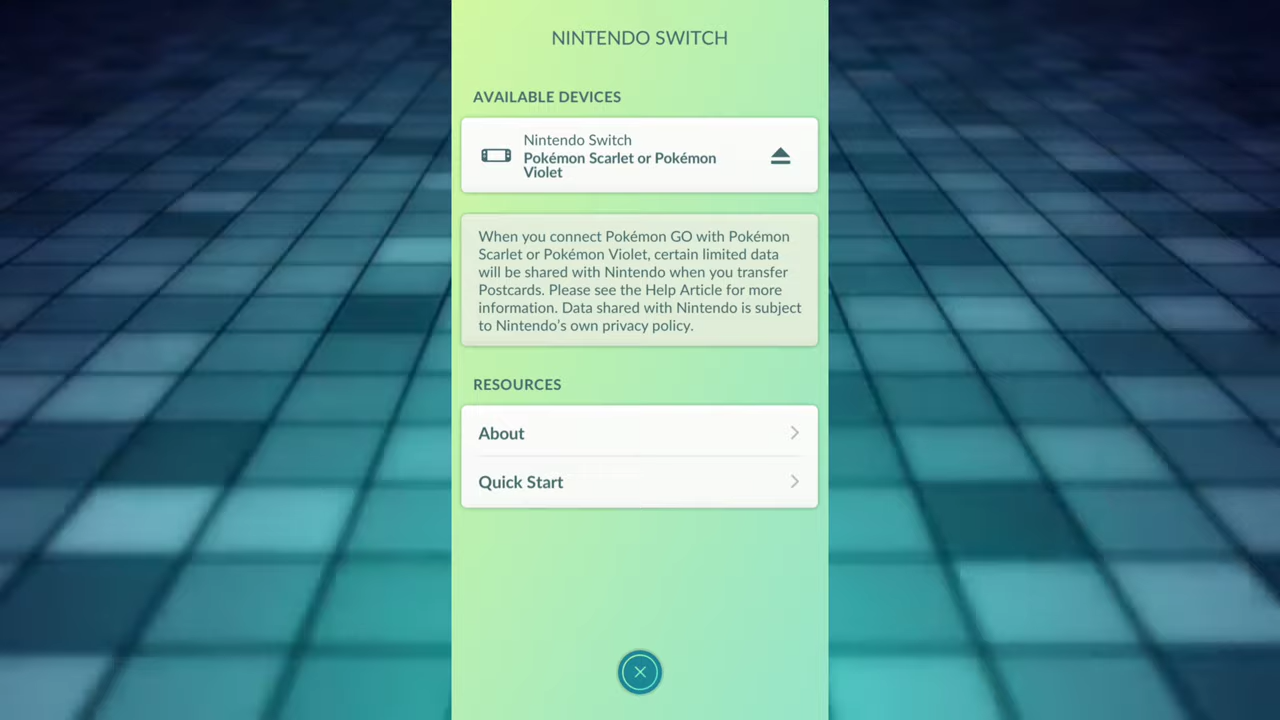 NINTENDO SWITCH
AVAILABLE DEVICES
Nintendo Switch
Pokémon Scarlet or Pokémon
Violet
When you connect Pokémon GO with Pokémon
Scarlet or Pokémon Violet, certain limited data
will be shared with Nintendo when you transfer
Postcards. Please see the Help Article for more
information. Data shared with Nintendo is subject
to Nintendo’s own privacy policy.
RESOURCES
About
Quick Start